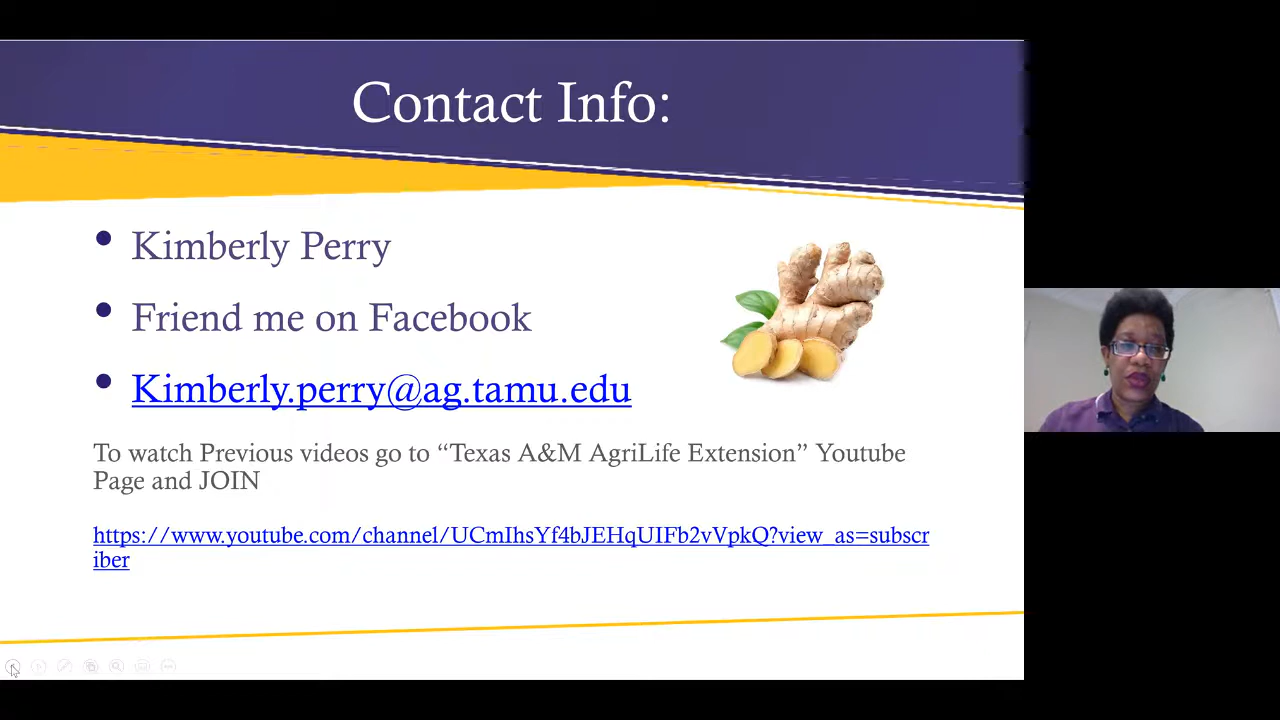 Contact Info:
• Kimberly Perry
• Friend me on Facebook
• Kimberly.perry@ag.tamu.edu
To watch Previous videos go to “Texas A&M AgriLife Extension” Youtube
Page and JOIN
https://www.youtube.com/channel/UCmIhsYf4bJEHqUIFb2vVpkQ?view_as=subscr
iber